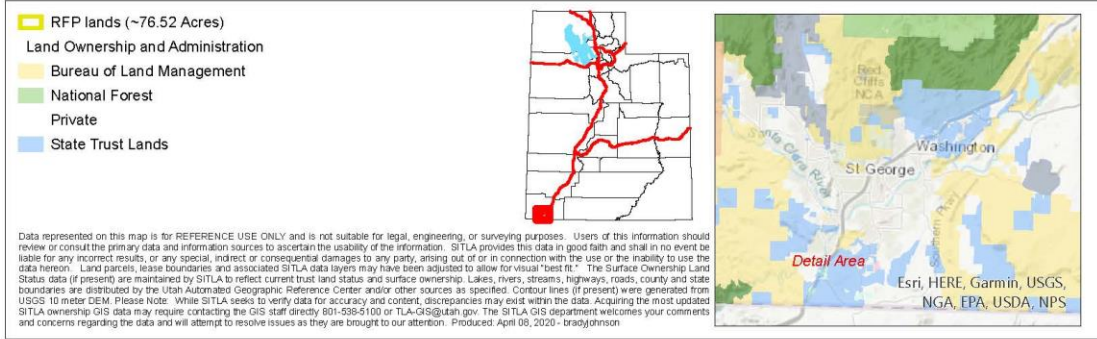 RFP lands (~76.52 Acres)
Land Ownership and Administration
Bureau of Land Management
National Forest
Private
State Trust Lands
Data represented on this map is for REFERENCE USE ONLY and is not suitable for legal, engineering, or surveying purposes. Users of this information should
review or consult the primary data and information sources to ascertain the usability of the information. SITLA provides this data in good faith and shall in no event be
liable for any incorrect results, or any special, indirect or consequential damages to any party, arising out of or in connection with the use or the inability to use the
data hereon. Land parcels, lease boundaries and associated SITLA data layers may have been adjusted to allow for visual "best fit." The Surface Ownership Land
Status data (if present) are maintained by SITLA to reflect current trust land status and surface ownership. Lakes, rivers, streams, highways, roads, county and state
boundaries are distributed by the Utah Automated Geographic Reference Center and/or other sources as specified. Contour lines (if present) were generated from
USGS 10 meter DEM. Please Note: While SITLA seeks to verify data for accuracy and content, discrepancies may exist within the data. Acquiring the most updated
SITLA ownership GIS data may require contacting the GIS staff directly 801-538-5100 or TLA-GIS@utah.gov. The SITLA GIS department welcomes your comments
and concerns regarding the data and will attempt to resolve issues as they are brought to our attention. Produced: April 08, 2020 - bradyjohnson
Red
Cliffs
NCA
Santa Clara River
Washington
St George
Southern Pkwy
Detail Area
Esri, HERE, Garmin, USGS,
NGA, EPA, USDA, NPS